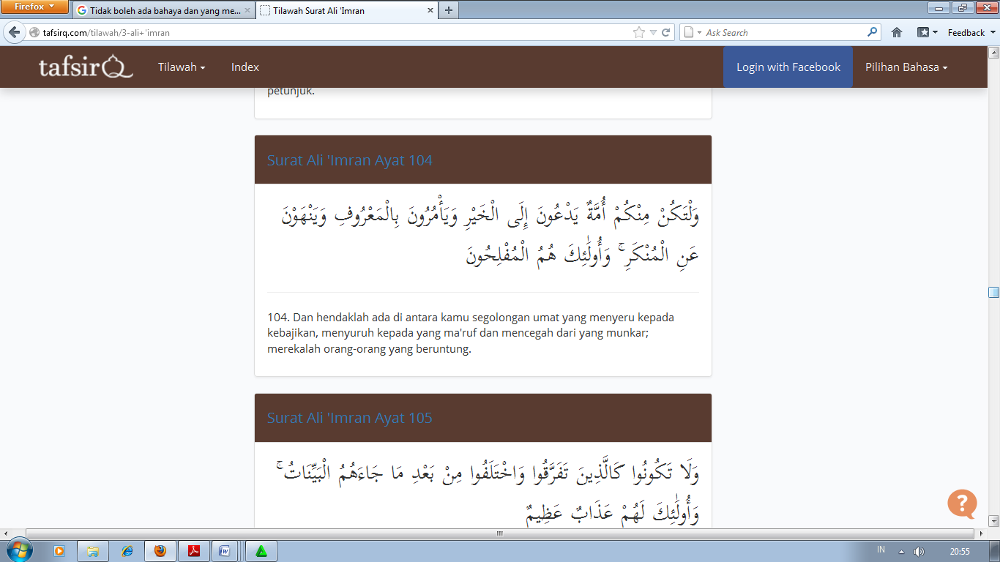 Firefox
Tidak boleh ada bahaya dan yang me...
Tilawah Surat Ali 'Imran
tafsirq.com/tilawah/3-ali+'imran
Ask Search
Feedback
tafsirQ
Tilawah
Index
Login with Facebook
Pilihan Bahasa
petunjuk.
Surat Ali 'Imran Ayat 104
وَلْتَكُنْ مِنْكُمْ أُمَّةٌ يَدْعُونَ إِلَى الْخَيْرِ وَيَأْمُرُونَ بِالْمَعْرُوفِ وَيَنْهَوْنَ
عَنِ الْمُنْكَرِ ۚ وَأُولَٰئِكَ هُمُ الْمُفْلِحُونَ
104. Dan hendaklah ada di antara kamu segolongan umat yang menyeru kepada
kebajikan, menyuruh kepada yang ma'ruf dan mencegah dari yang munkar;
merekalah orang-orang yang beruntung.
Surat Ali 'Imran Ayat 105
وَلَا تَكُونُوا كَالَّذِينَ تَفَرَّقُوا وَاخْتَلَفُوا مِنْ بَعْدِ مَا جَاءَهُمُ الْبَيِّنَاتُ ۚ
وَأُولَٰئِكَ لَهُمْ عَذَابٌ عَظِيمٌ
?
IN
20:55